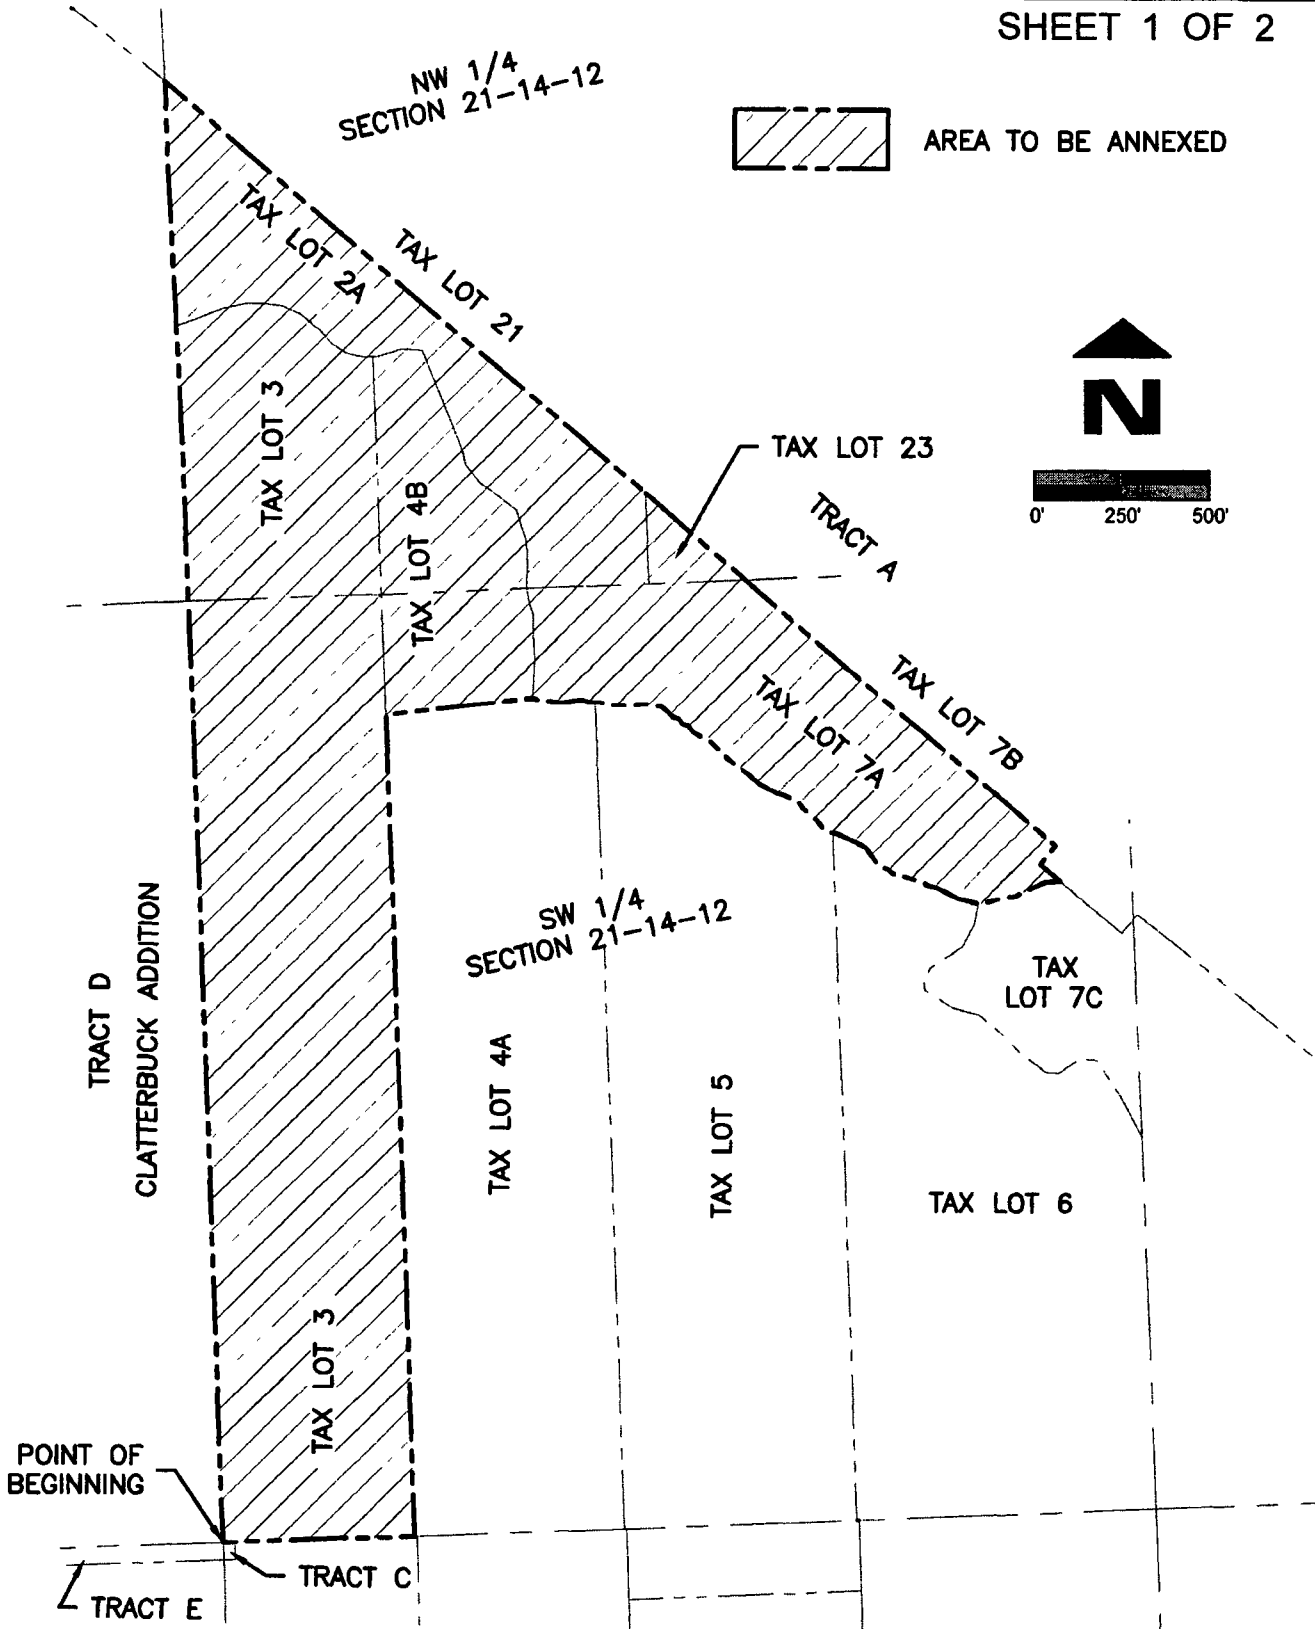 SHEET 1 OF 2
NW 1/4
SECTION 21-14-12
AREA TO BE ANNEXED
TAX LOT 2A
TAX LOT 21
TAX LOT 3
TAX LOT 4B
TAX LOT 23
TRACT A
N
0' 250' 500'
TAX LOT 7A
TAX LOT 7B
TRACT D
CLATTERBUCK ADDITION
SW 1/4
SECTION 21-14-12
TAX
LOT 7C
TAX LOT 4A
TAX LOT 5
TAX LOT 6
TAX LOT 3
POINT OF
BEGINNING
TRACT C
TRACT E